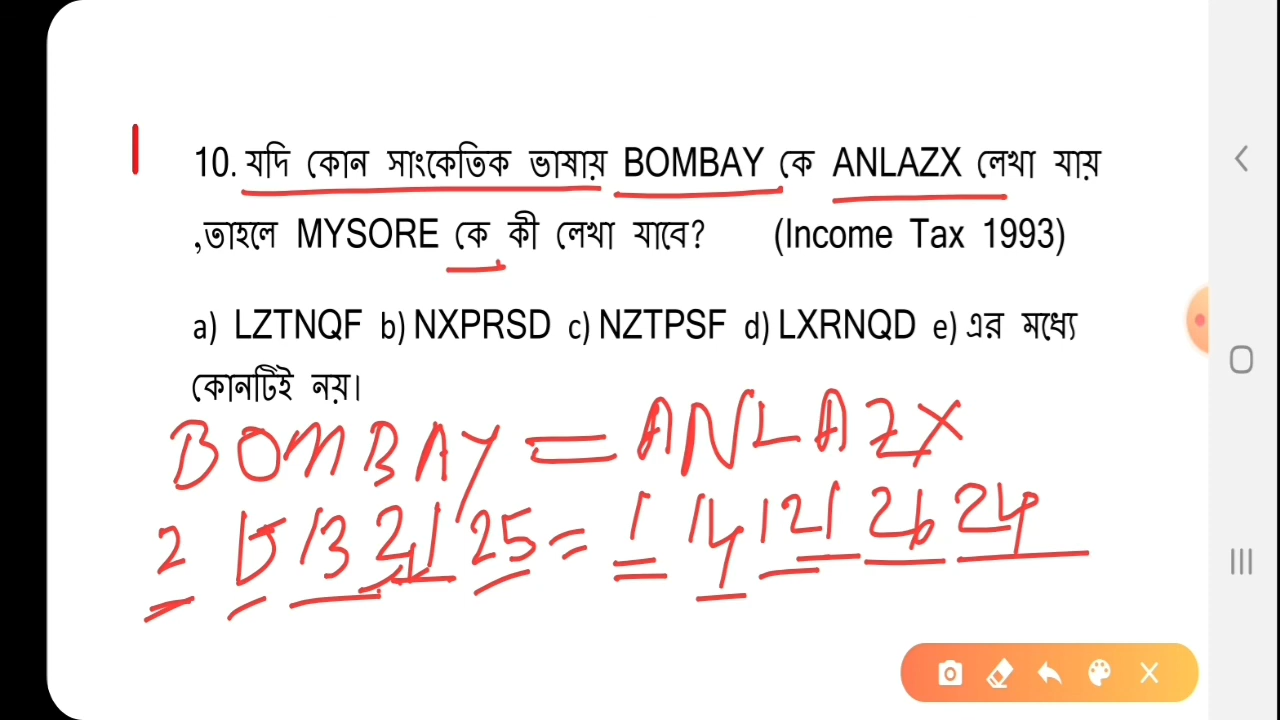 10. যদি কোন সাংকেতিক ভাষায় BOMBAY কে ANLAZX লেখা যায়
,তাহলে MYSORE কে কী লেখা যাবে? (Income Tax 1993)
a) LZTNQF b) NXPRSD c) NZTPSF d) LXRNQD e) এর মধ্যে
কোনটিই নয়।
BOMBAY = ANLAZX
2 15 13 2 1 25 = 1 14 12 1 26 24